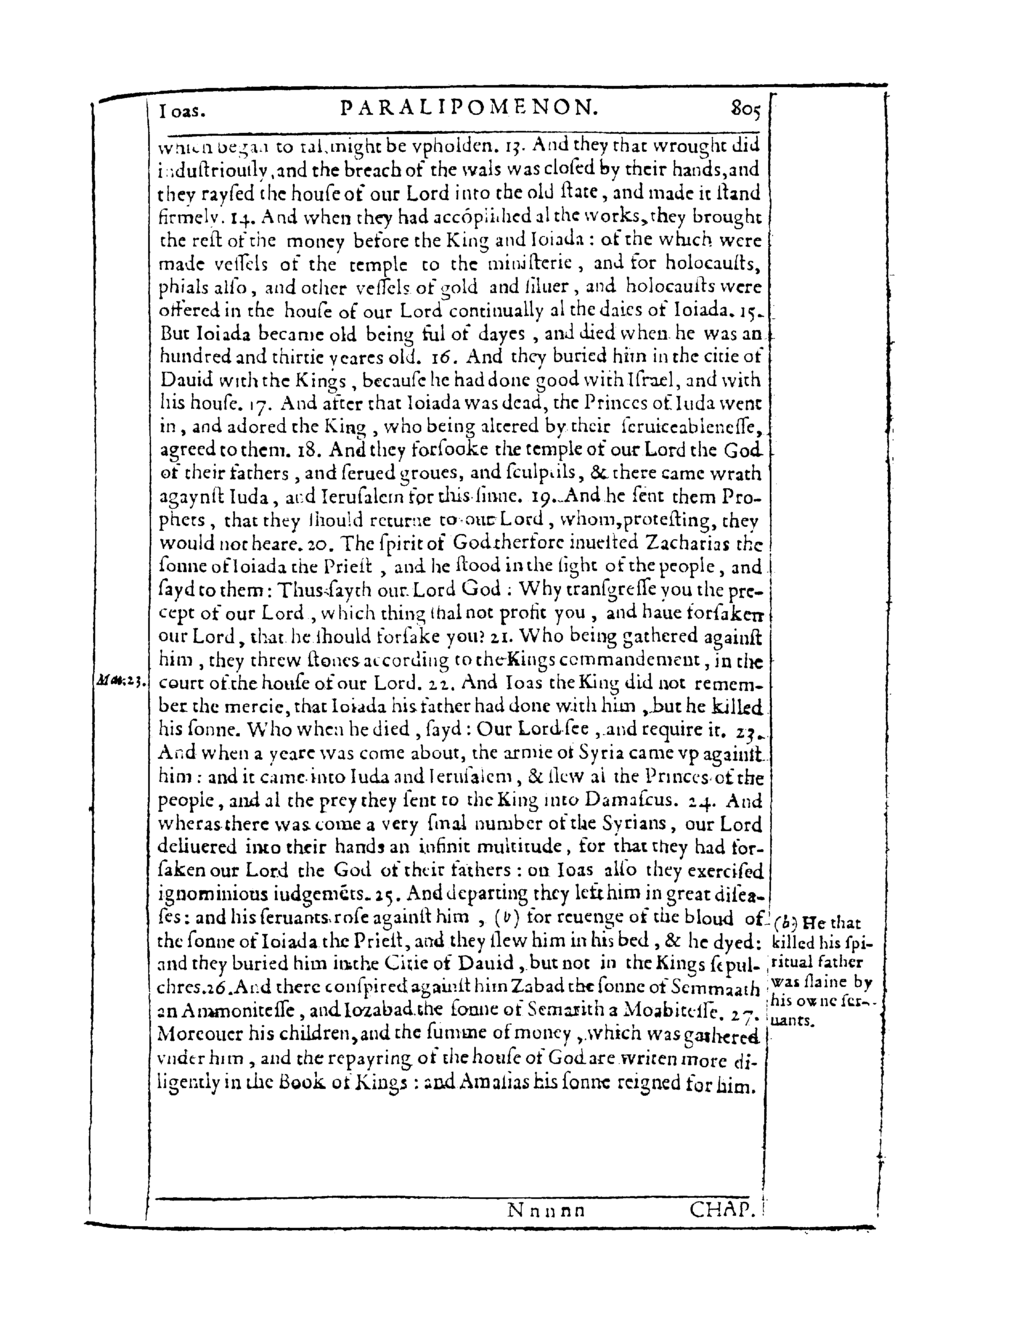 Ioas. PARALIPOMENON. 805
which began to fal, might be vpholden. 13. And they that wrought did
industriously, and the breach of the wals was closed by their hands, and
they raysed the house of our Lord into the old state, and made it stand
firmely. 14. And when they had accõplished al the works, they brought
the rest of the money before the King and Ioiada: of the which were
made vessels of the temple to the ministerie, and for holocausts,
phials also, and other vessels of gold and siluer, and holocausts were
offered in the house of our Lord continually al the daies of Ioiada. 15.
But Ioiada became old being ful of dayes, and died when he was an
hundred and thirtie yeares old. 16. And they buried him in the citie of
Dauid with the Kings, because he had done good with Israel, and with
his house. 17. And after that Ioiada was dead, the Princes of Iuda went
in, and adored the King, who being altered by their seruiceablenesse,
agreed to them. 18. And they forsooke the temple of our Lord the God
of their fathers, and serued groues, and sculptils, & there came wrath
agaynst Iuda, and Ierusalem for this sinne. 19. And he sent them Pro-
phets, that they should returne to our Lord, whom, protesting, they
would not heare. 20. The spirit of God therfore inuested Zacharias the
sonne of Ioiada the Priest, and he stood in the sight of the people, and
sayd to them: Thus sayth our Lord God: Why transgresse you the pre-
cept of our Lord, which thing shal not profit you, and haue forsaken
our Lord, that he should forsake you? 21. Who being gathered against
him, they threw stones according to the Kings commandement, in the
Mat. 23. court of the house of our Lord. 22. And Ioas the King did not remem-
ber the mercie, that Ioiada his father had done with him, but he killed
his sonne. Who when he died, sayd: Our Lord see, and require it. 23.
And when a yeare was come about, the armie of Syria came vp against
him: and it came into Iuda and Ierusalem, & slew al the Princes of the
people, and al the prey they sent to the King into Damascus. 24. And
wheras there was come a very smal number of the Syrians, our Lord
deliuered into their hands an infinit multitude, for that they had for-
saken our Lord the God of their fathers: on Ioas also they exercised
ignominious iudgemẽts. 25. And departing they left him in great disea-
ses: and his seruants rose against him, (b) for reuenge of the bloud of
the sonne of Ioiada the Priest, and they slew him in his bed, & he dyed:
and they buried him in the Citie of Dauid, but not in the Kings sepul-
chres. 26. And there conspired against him Zabad the sonne of Semmaath
an Ammonitesse, and Iozabad the sonne of Semarith a Moabitesse. 27.
Moreouer his children, and the summe of money, which was gathered
vnder him, and the repayring of the house of God are writen more di-
ligently in the Book of Kings: and Amasias his sonne reigned for him.
(b) He that
killed his spi-
ritual father
was slaine by
his owne ser-
uants.
Nnnnn CHAP.